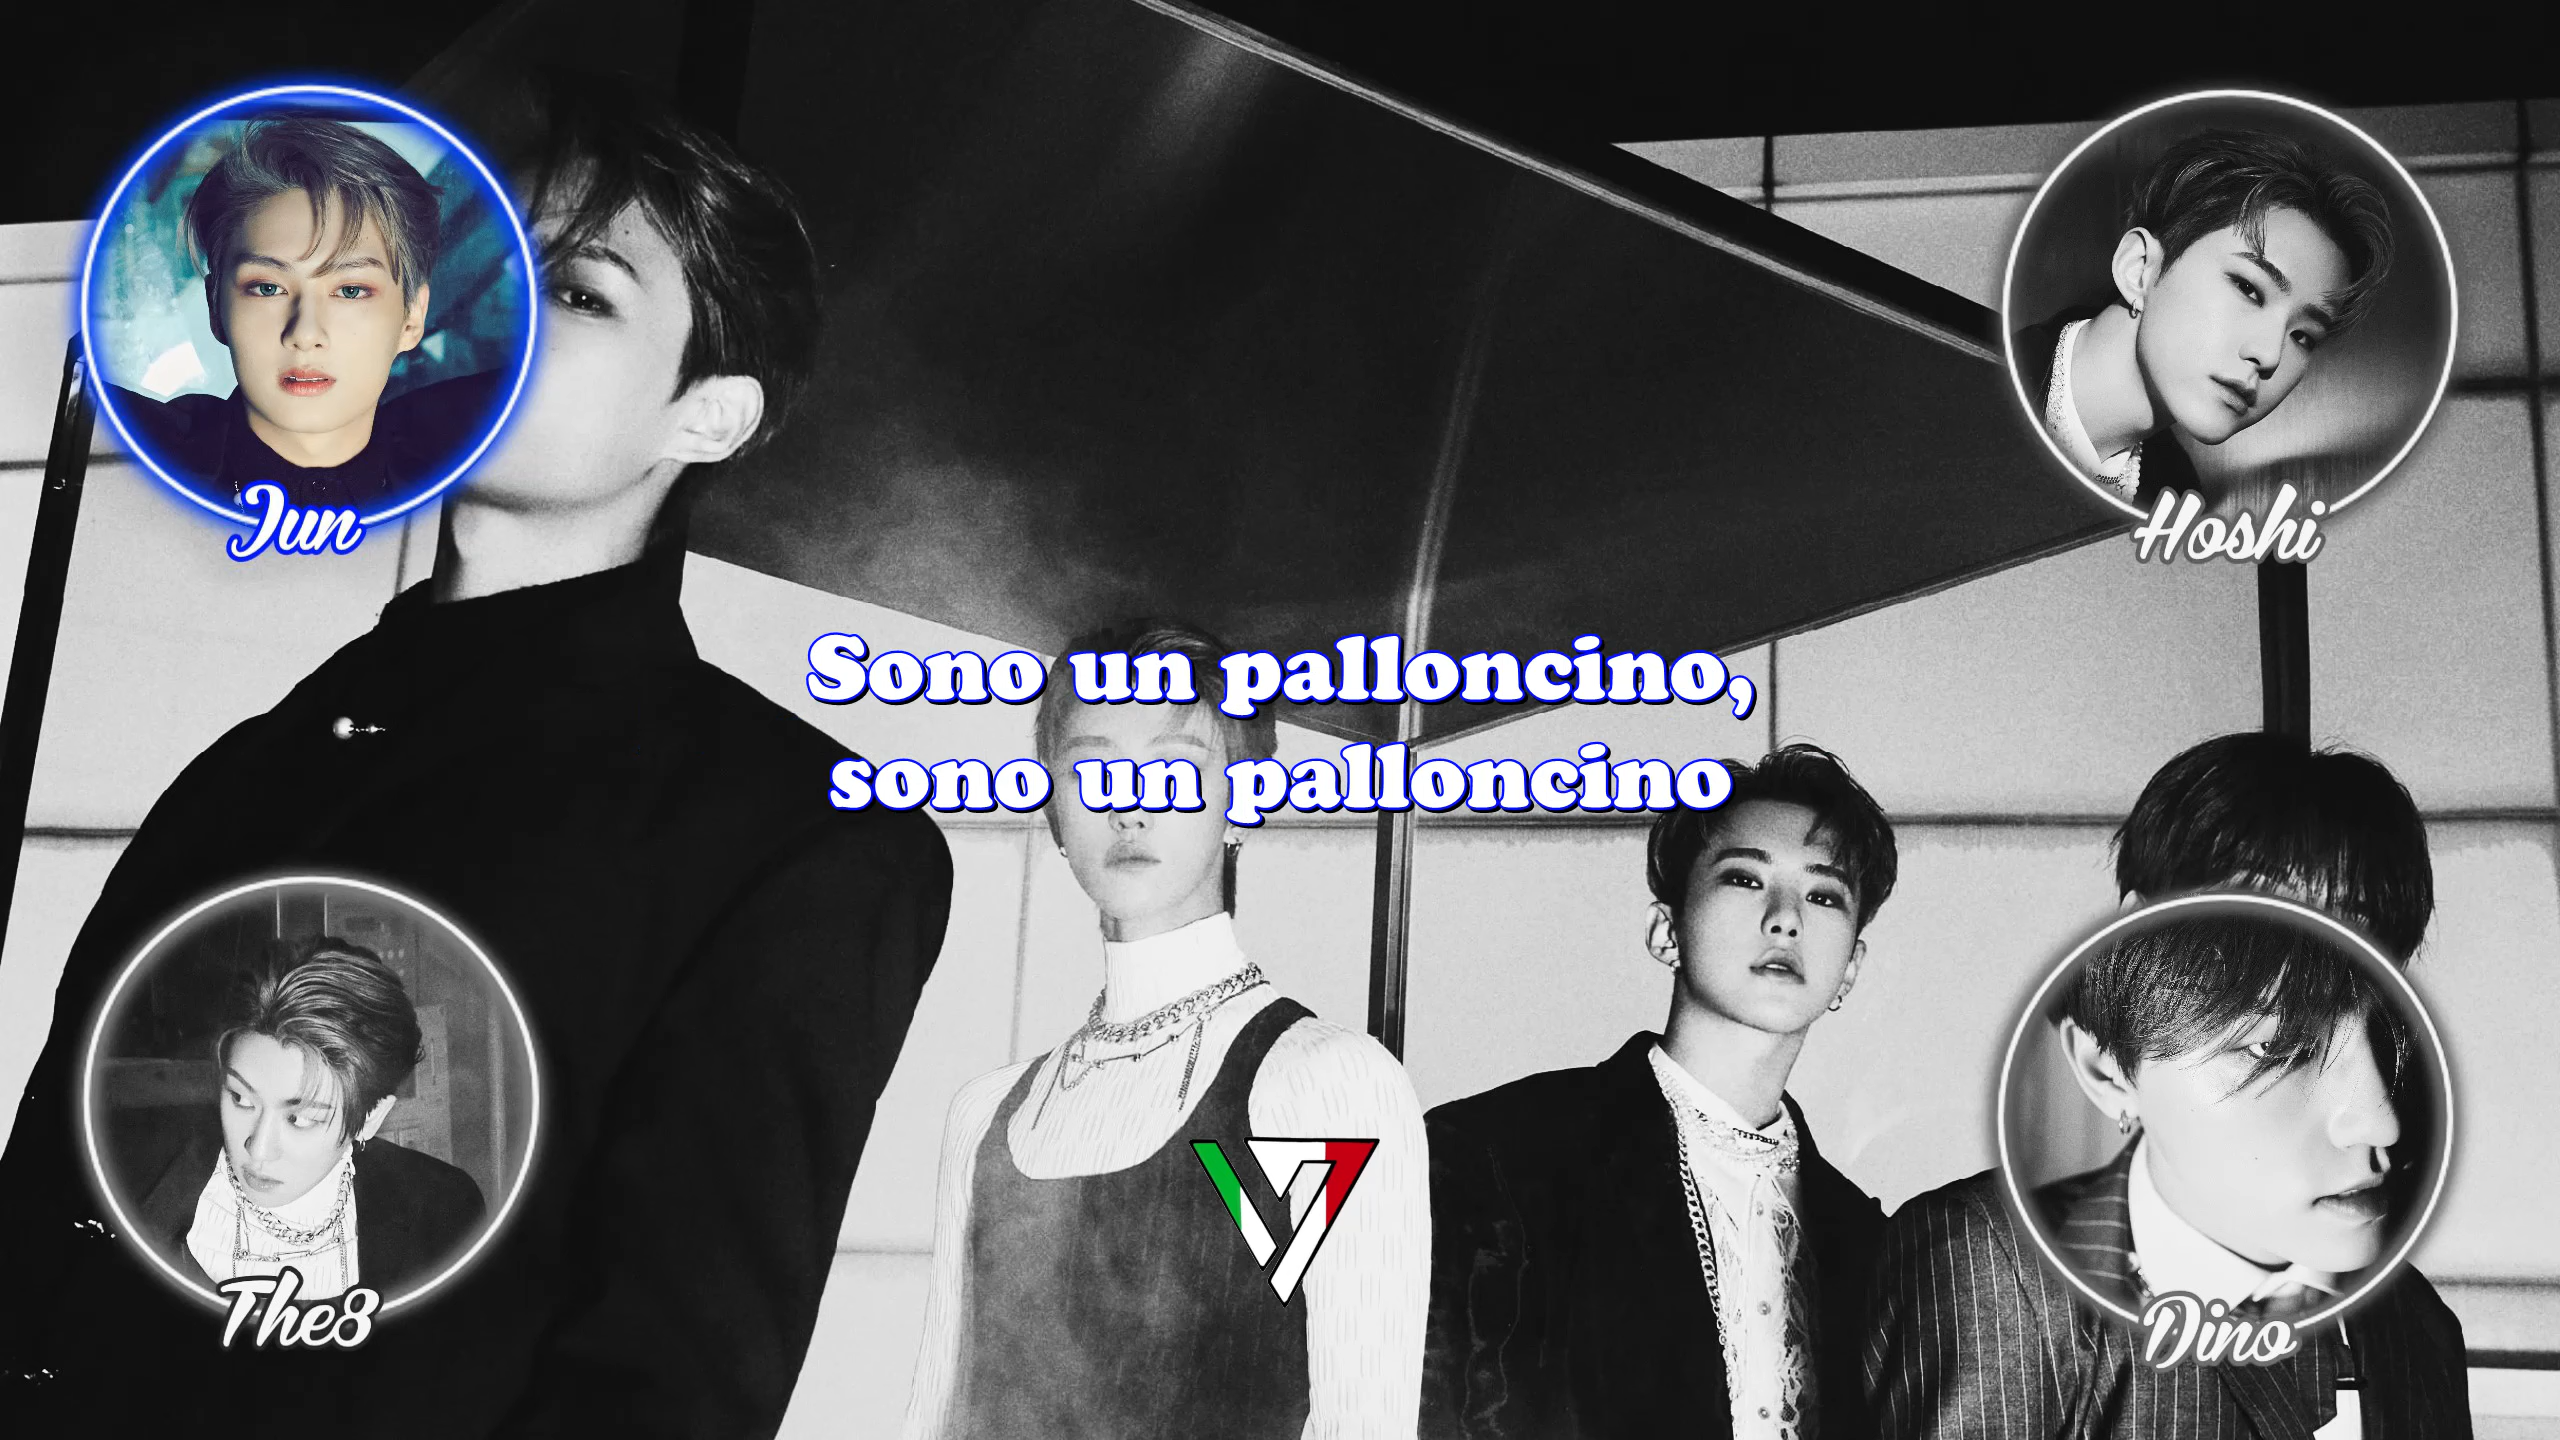 Jun
Hoshi
Sono un palloncino,
sono un palloncino
The8
Dino